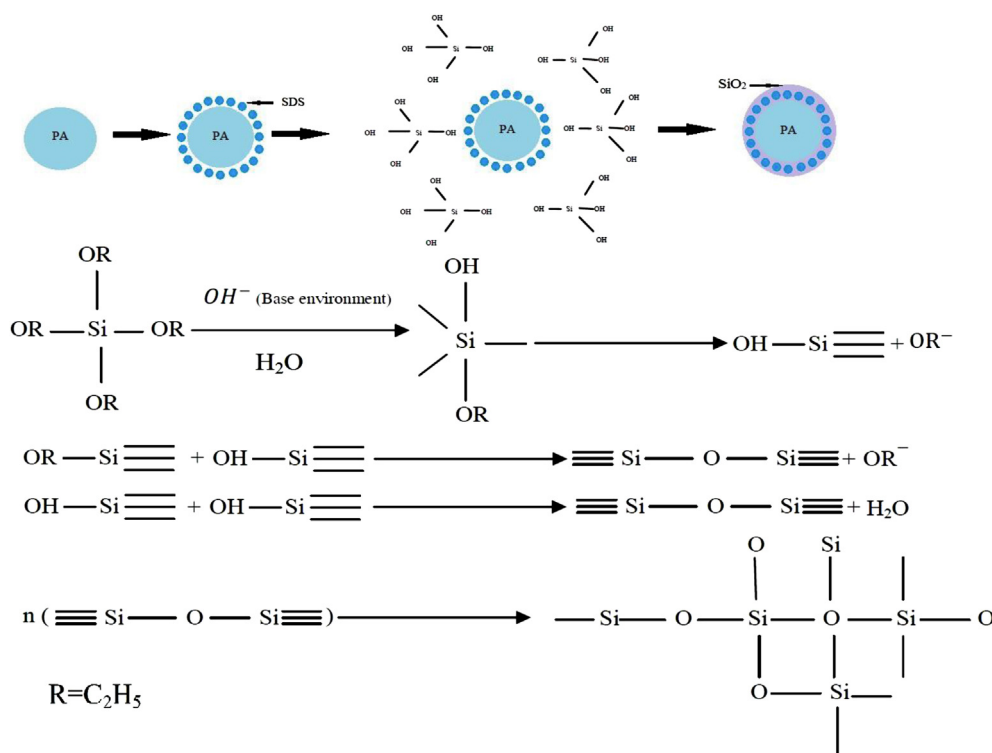 OH OH
OH Si OH Si OH
OH OH OH
SiO₂
SDS
PA PA PA PA
OH OH
OH Si OH OH Si OH
OH OH
OH OH
OH Si OH OH Si OH
OH OH
OR
OR Si OR
OR
OH⁻ (Base environment)
H₂O
OH
Si
OR
OH Si + OR⁻
OR Si + OH Si Si O Si + OR⁻
OH Si + OH Si Si O Si + H₂O
O Si
n ( Si O Si ) Si O Si O Si O
O Si
R=C₂H₅